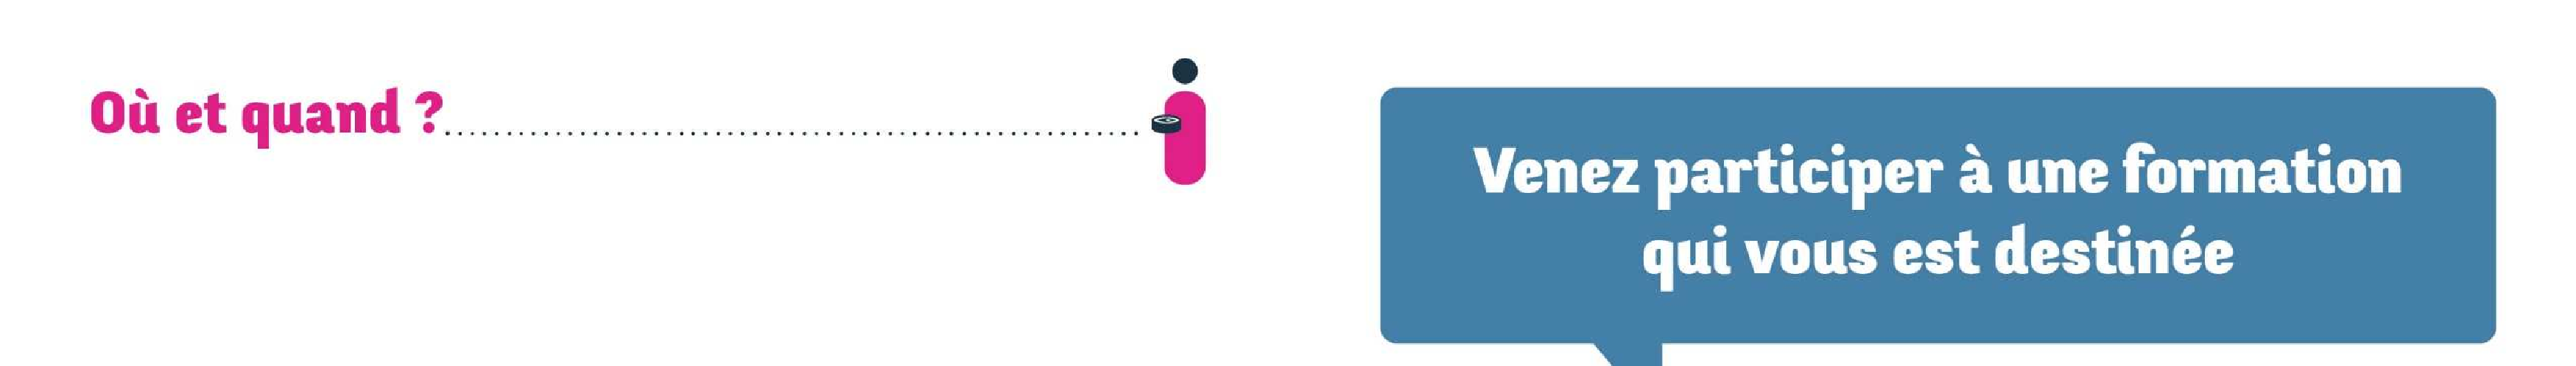 Où et quand ?
Venez participer à une formation
qui vous est destinée